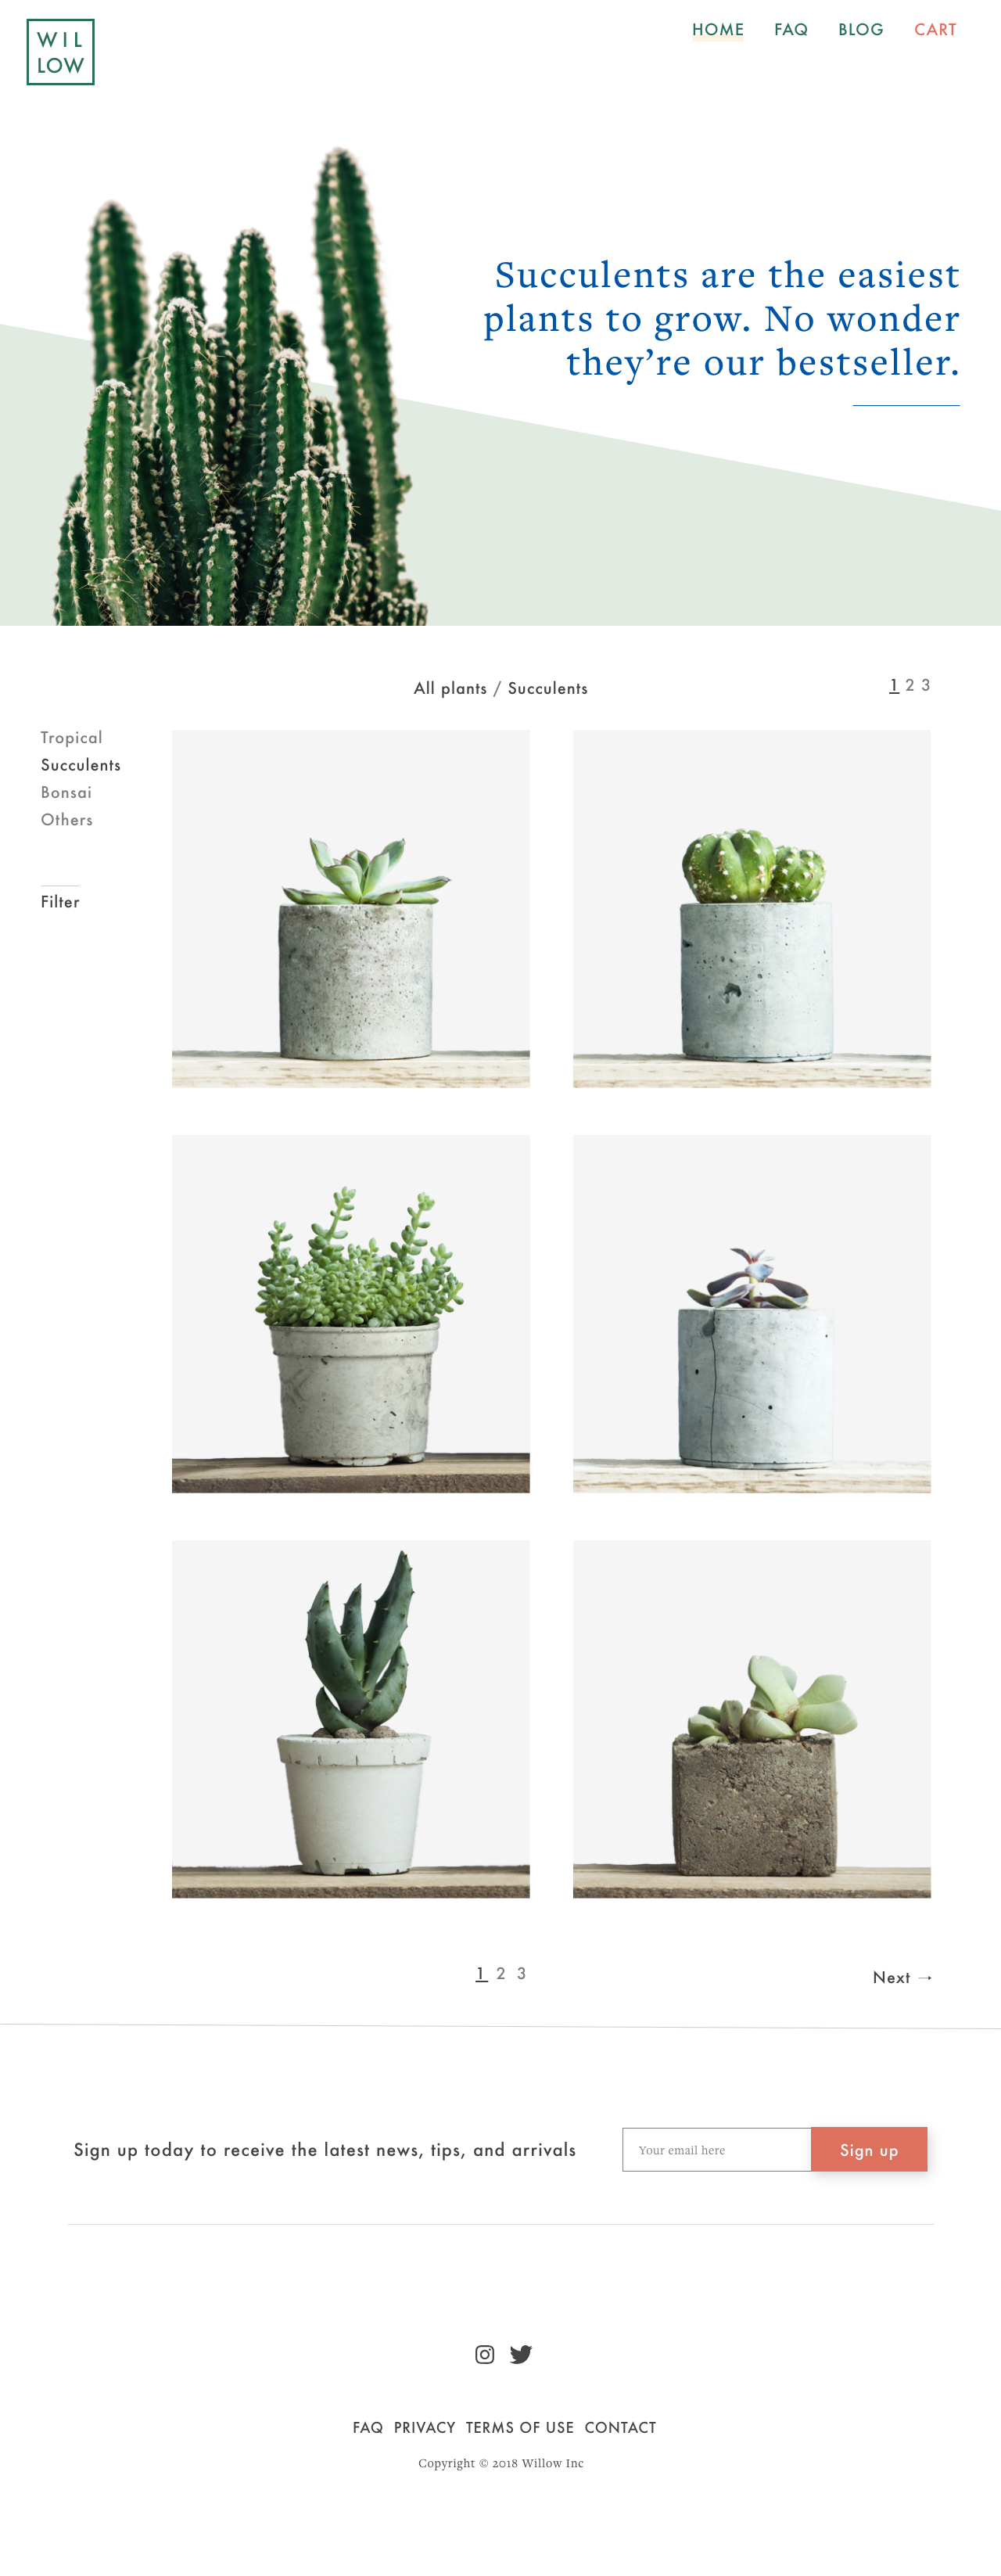 WIL
LOW
HOME FAQ BLOG CART
Succulents are the easiest
plants to grow. No wonder
they’re our bestseller.
All plants / Succulents
1 2 3
Tropical
Succulents
Bonsai
Others
Filter
1 2 3
Next →
Sign up today to receive the latest news, tips, and arrivals
Your email here
Sign up
FAQ PRIVACY TERMS OF USE CONTACT
Copyright © 2018 Willow Inc